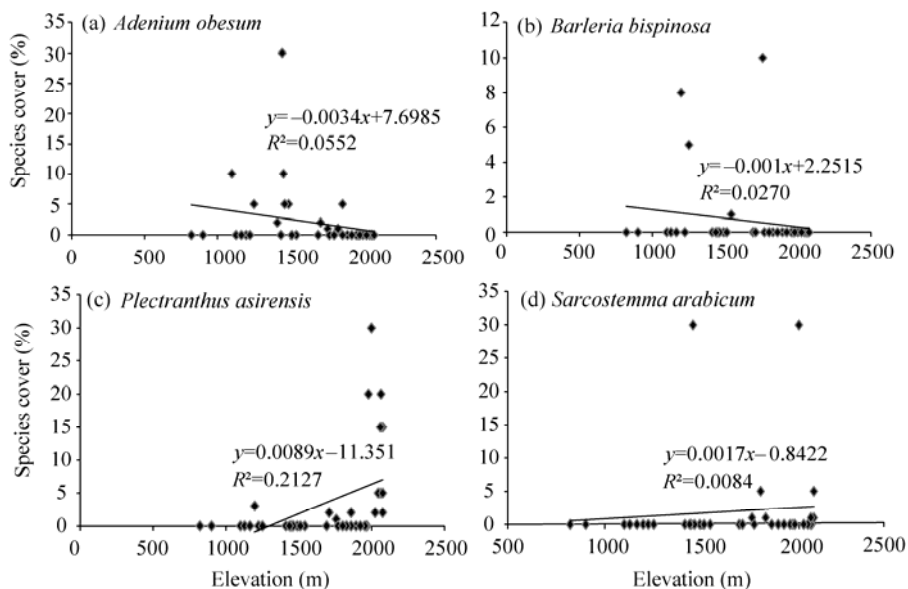 (a) Adenium obesum
Species cover (%)
35
30
25
20
15
10
5
0
y=−0.0034x+7.6985
R²=0.0552
0 500 1000 1500 2000 2500
(b) Barleria bispinosa
12
10
8
6
4
2
0
y=−0.001x+2.2515
R²=0.0270
0 500 1000 1500 2000 2500
(c) Plectranthus asirensis
Species cover (%)
35
30
25
20
15
10
5
0
y=0.0089x−11.351
R²=0.2127
0 500 1000 1500 2000 2500
Elevation (m)
(d) Sarcostemma arabicum
35
30
25
20
15
10
5
0
y=0.0017x−0.8422
R²=0.0084
500 1000 1500 2000 2500
Elevation (m)